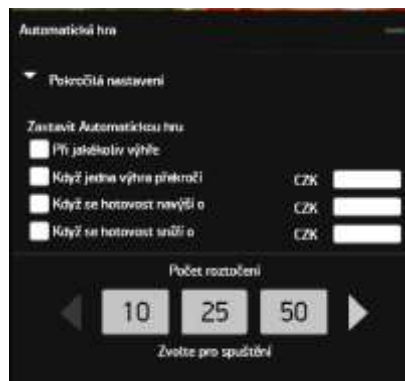 Automatická hra
Pokročilá nastavení
Zastavit Automatickou hru
Při jakékoliv výhře
Když jedna výhra překročí CZK
Když se hotovost navýší o CZK
Když se hotovost sníží o CZK
Počet roztočení
10 25 50
Zvolte pro spuštění